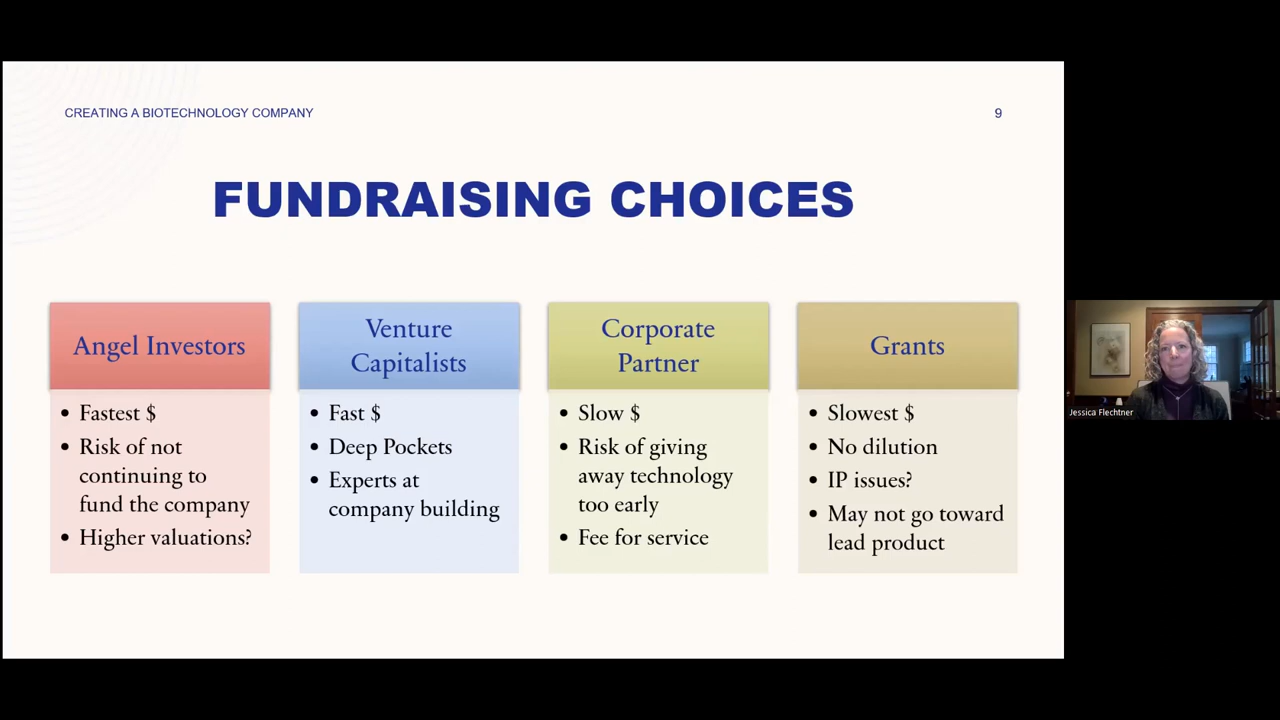 CREATING A BIOTECHNOLOGY COMPANY
9
FUNDRAISING CHOICES
Angel Investors
• Fastest $
• Risk of not
continuing to
fund the company
• Higher valuations?
Venture
Capitalists
• Fast $
• Deep Pockets
• Experts at
company building
Corporate
Partner
• Slow $
• Risk of giving
away technology
too early
• Fee for service
Grants
• Slowest $
• No dilution
• IP issues?
• May not go toward
lead product
Jessica Flechtner